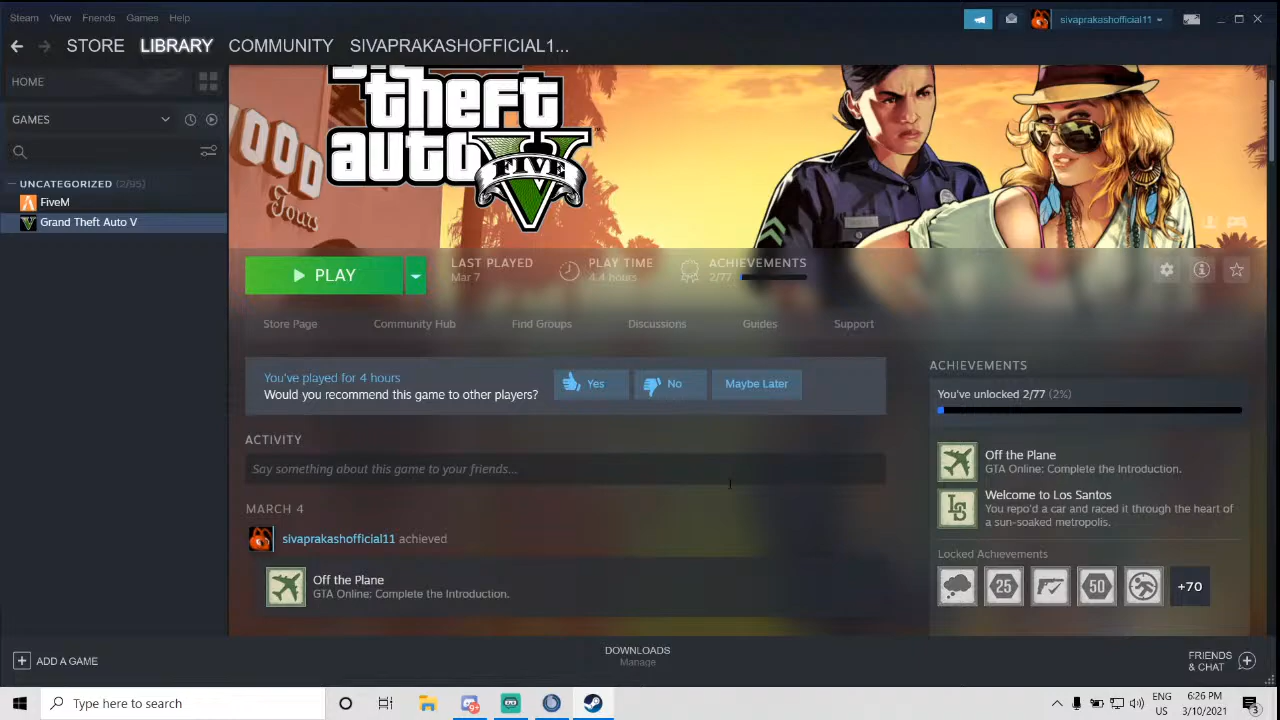 Steam View Friends Games Help
sivaprakashofficial11
STORE LIBRARY COMMUNITY SIVAPRAKASHOFFICIAL1...
HOME
GAMES
UNCATEGORIZED (2/95)
FiveM
Grand Theft Auto V
theft
auto
FIVE
OOD
Tours
PLAY
LAST PLAYED
Mar 7
PLAY TIME
4.4 hours
ACHIEVEMENTS
2/77
Store Page Community Hub Find Groups Discussions Guides Support
You've played for 4 hours
Would you recommend this game to other players?
Yes No Maybe Later
ACTIVITY
Say something about this game to your friends...
MARCH 4
sivaprakashofficial11 achieved
Off the Plane
GTA Online: Complete the Introduction.
ACHIEVEMENTS
You've unlocked 2/77 (2%)
Off the Plane
GTA Online: Complete the Introduction.
LS
Welcome to Los Santos
You repo'd a car and raced it through the heart of
a sun-soaked metropolis.
Locked Achievements
25 50 +70
ADD A GAME
DOWNLOADS
Manage
FRIENDS
& CHAT
Type here to search
9+
ENG
US
6:26 PM
3/10/2021
3